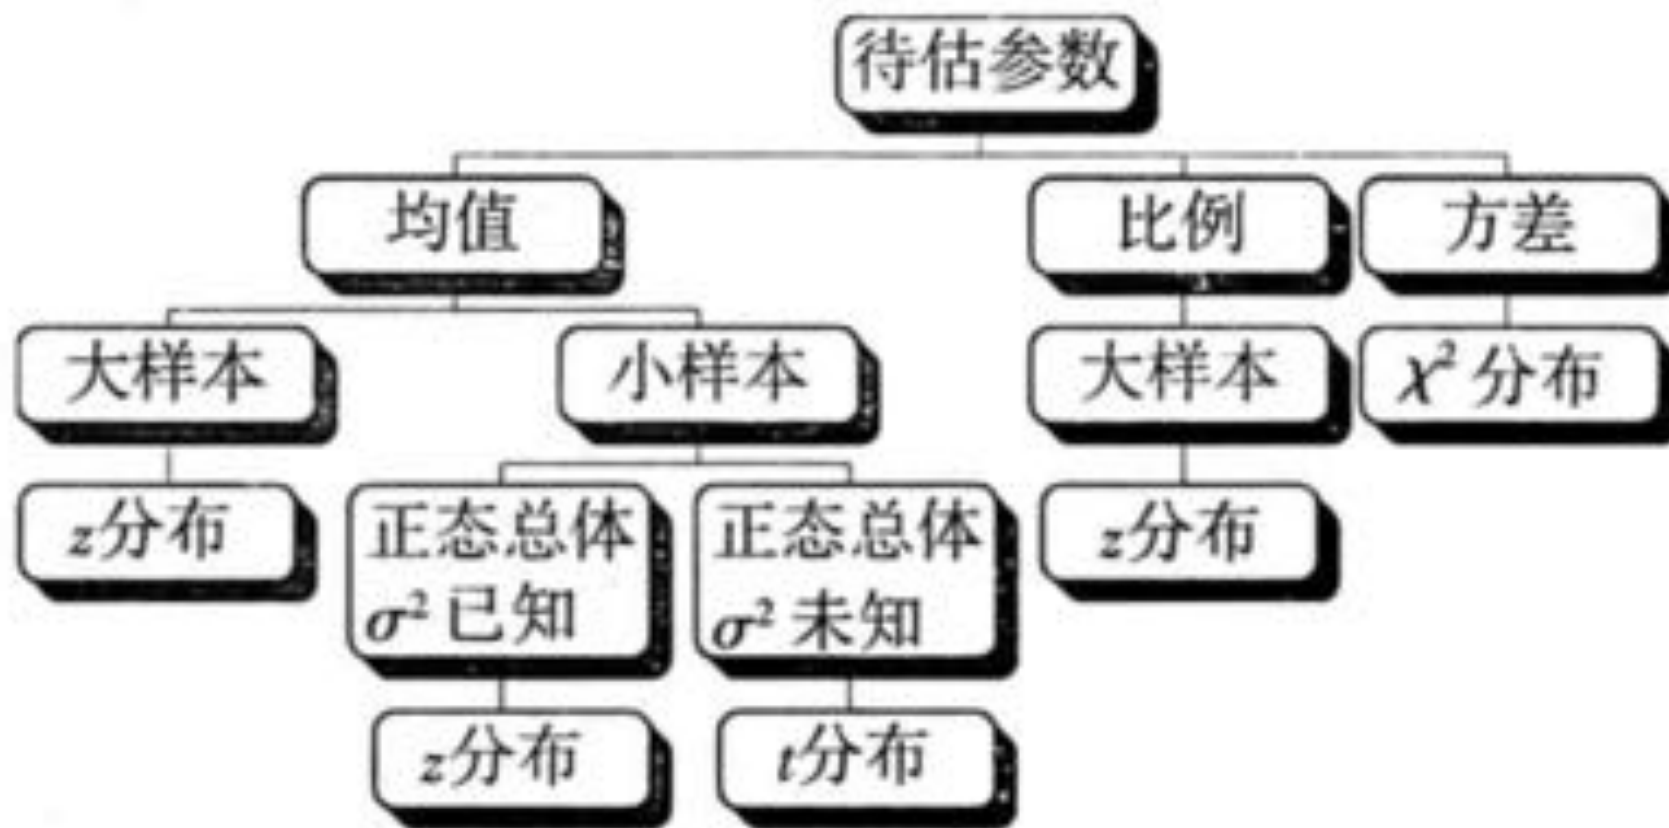 待估参数
均值
比例
方差
大样本
小样本
大样本
χ² 分布
z分布
正态总体
σ² 已知
正态总体
σ² 未知
z分布
z分布
t分布